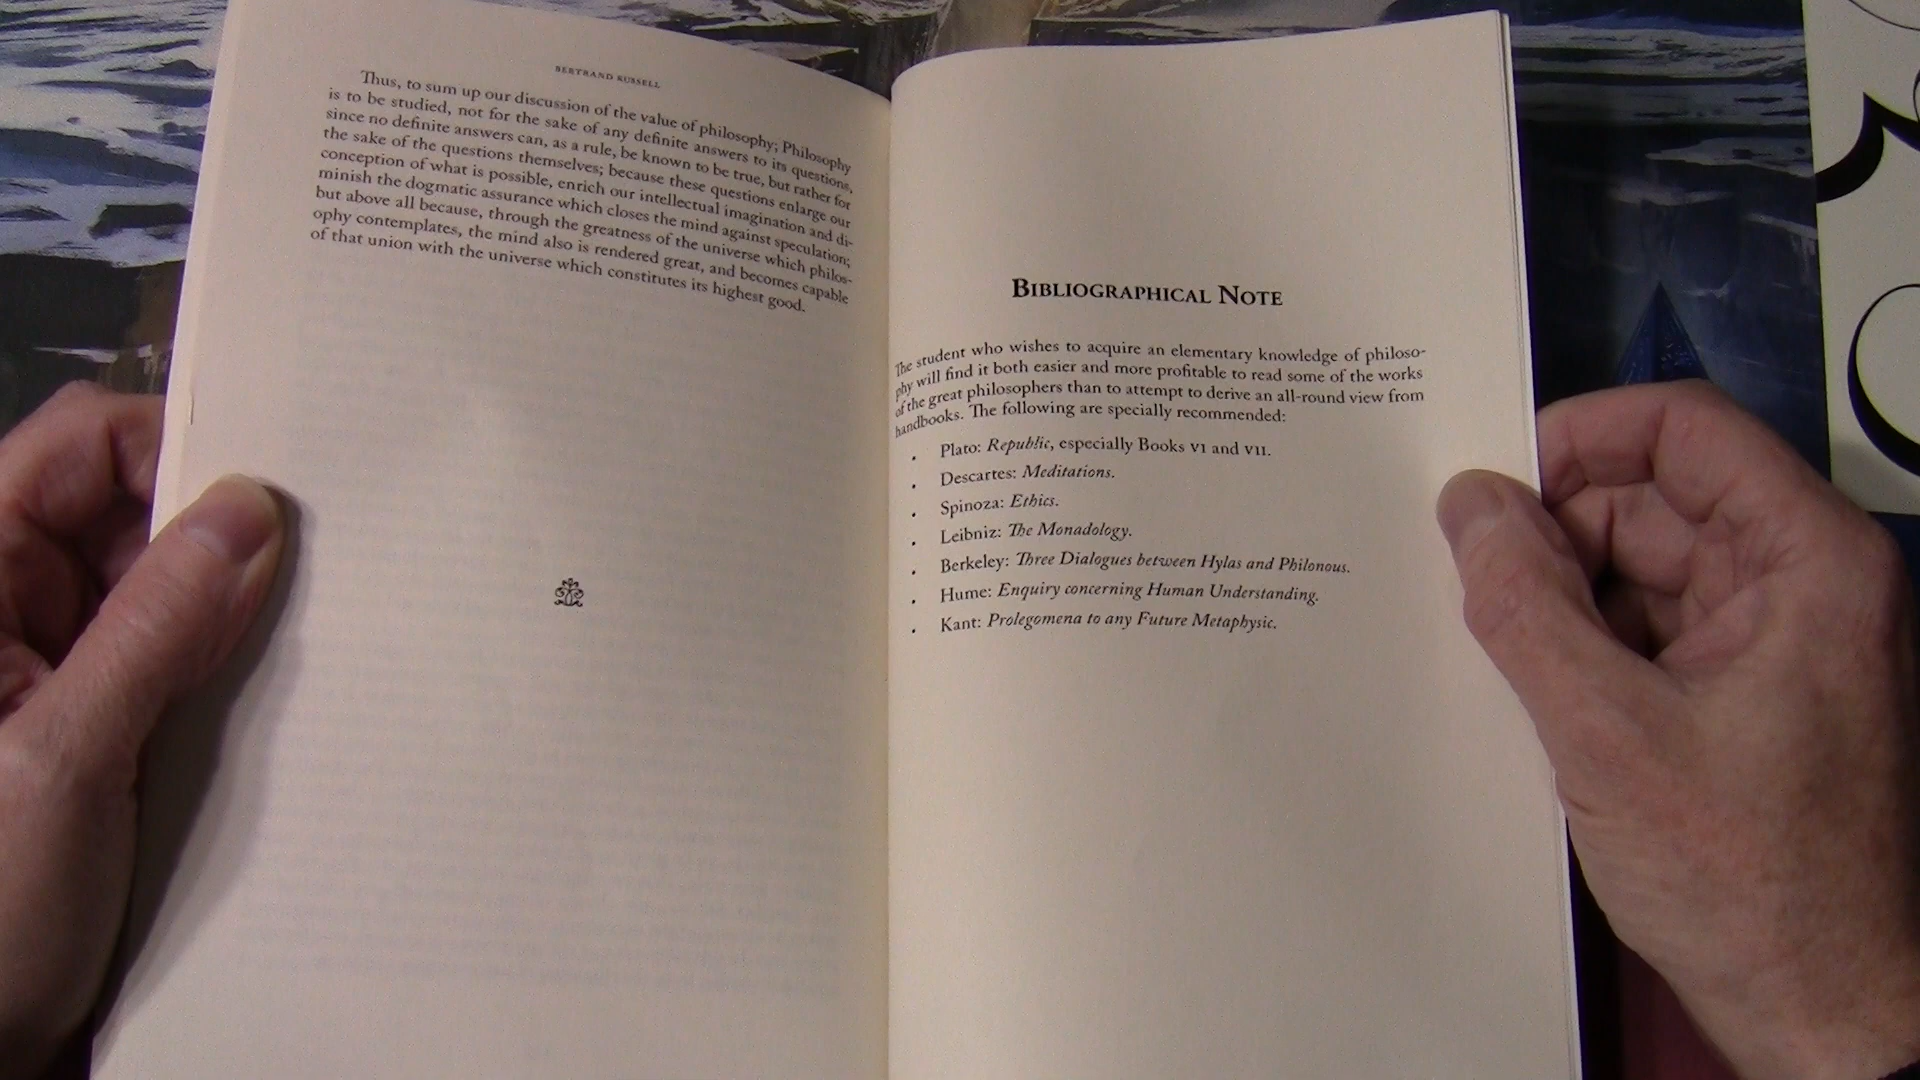 BERTRAND RUSSELL
Thus, to sum up our discussion of the value of philosophy; Philosophy
is to be studied, not for the sake of any definite answers to its questions,
since no definite answers can, as a rule, be known to be true, but rather for
the sake of the questions themselves; because these questions enlarge our
conception of what is possible, enrich our intellectual imagination and di-
minish the dogmatic assurance which closes the mind against speculation;
but above all because, through the greatness of the universe which philos-
ophy contemplates, the mind also is rendered great, and becomes capable
of that union with the universe which constitutes its highest good.
BIBLIOGRAPHICAL NOTE
The student who wishes to acquire an elementary knowledge of philoso-
phy will find it both easier and more profitable to read some of the works
of the great philosophers than to attempt to derive an all-round view from
handbooks. The following are specially recommended:
• Plato: Republic, especially Books VI and VII.
• Descartes: Meditations.
• Spinoza: Ethics.
• Leibniz: The Monadology.
• Berkeley: Three Dialogues between Hylas and Philonous.
• Hume: Enquiry concerning Human Understanding.
• Kant: Prolegomena to any Future Metaphysic.